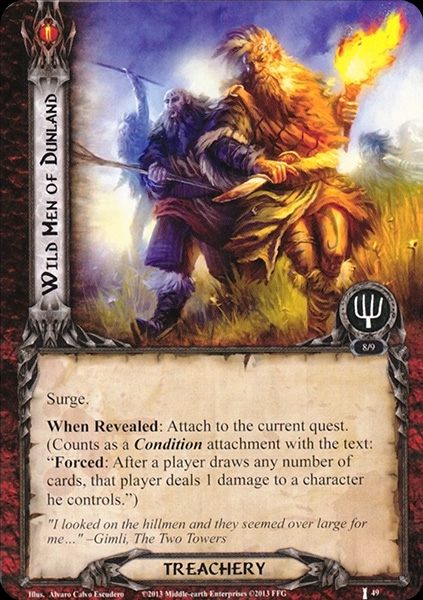 WILD MEN OF DUNLAND
8/9
Surge.
When Revealed: Attach to the current quest.
(Counts as a Condition attachment with the text:
“Forced: After a player draws any number of
cards, that player deals 1 damage to a character
he controls.”)
"I looked on the hillmen and they seemed over large for
me…" –Gimli, The Two Towers
TREACHERY
Illus. Álvaro Calvo Escudero ©2013 Middle-earth Enterprises ©2013 FFG 49